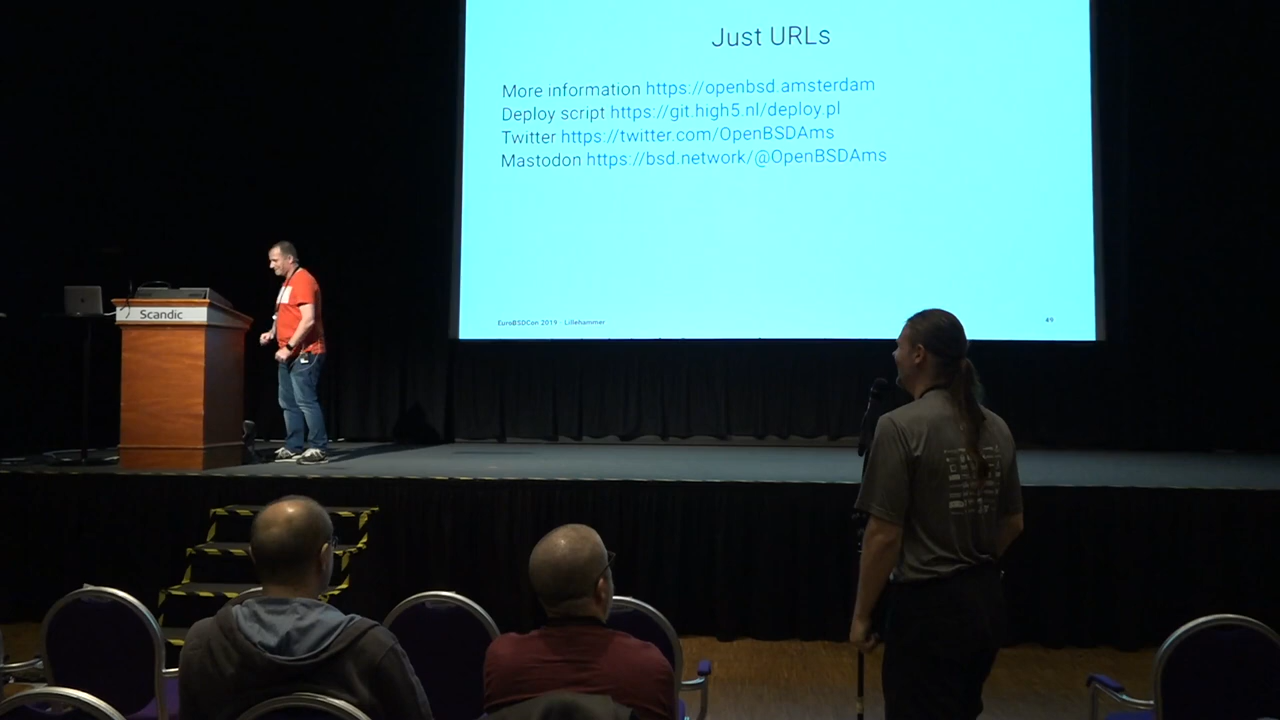 Just URLs
More information https://openbsd.amsterdam
Deploy script https://git.high5.nl/deploy.pl
Twitter https://twitter.com/OpenBSDAms
Mastodon https://bsd.network/@OpenBSDAms
EuroBSDCon 2019 Lillehammer
49
Scandic